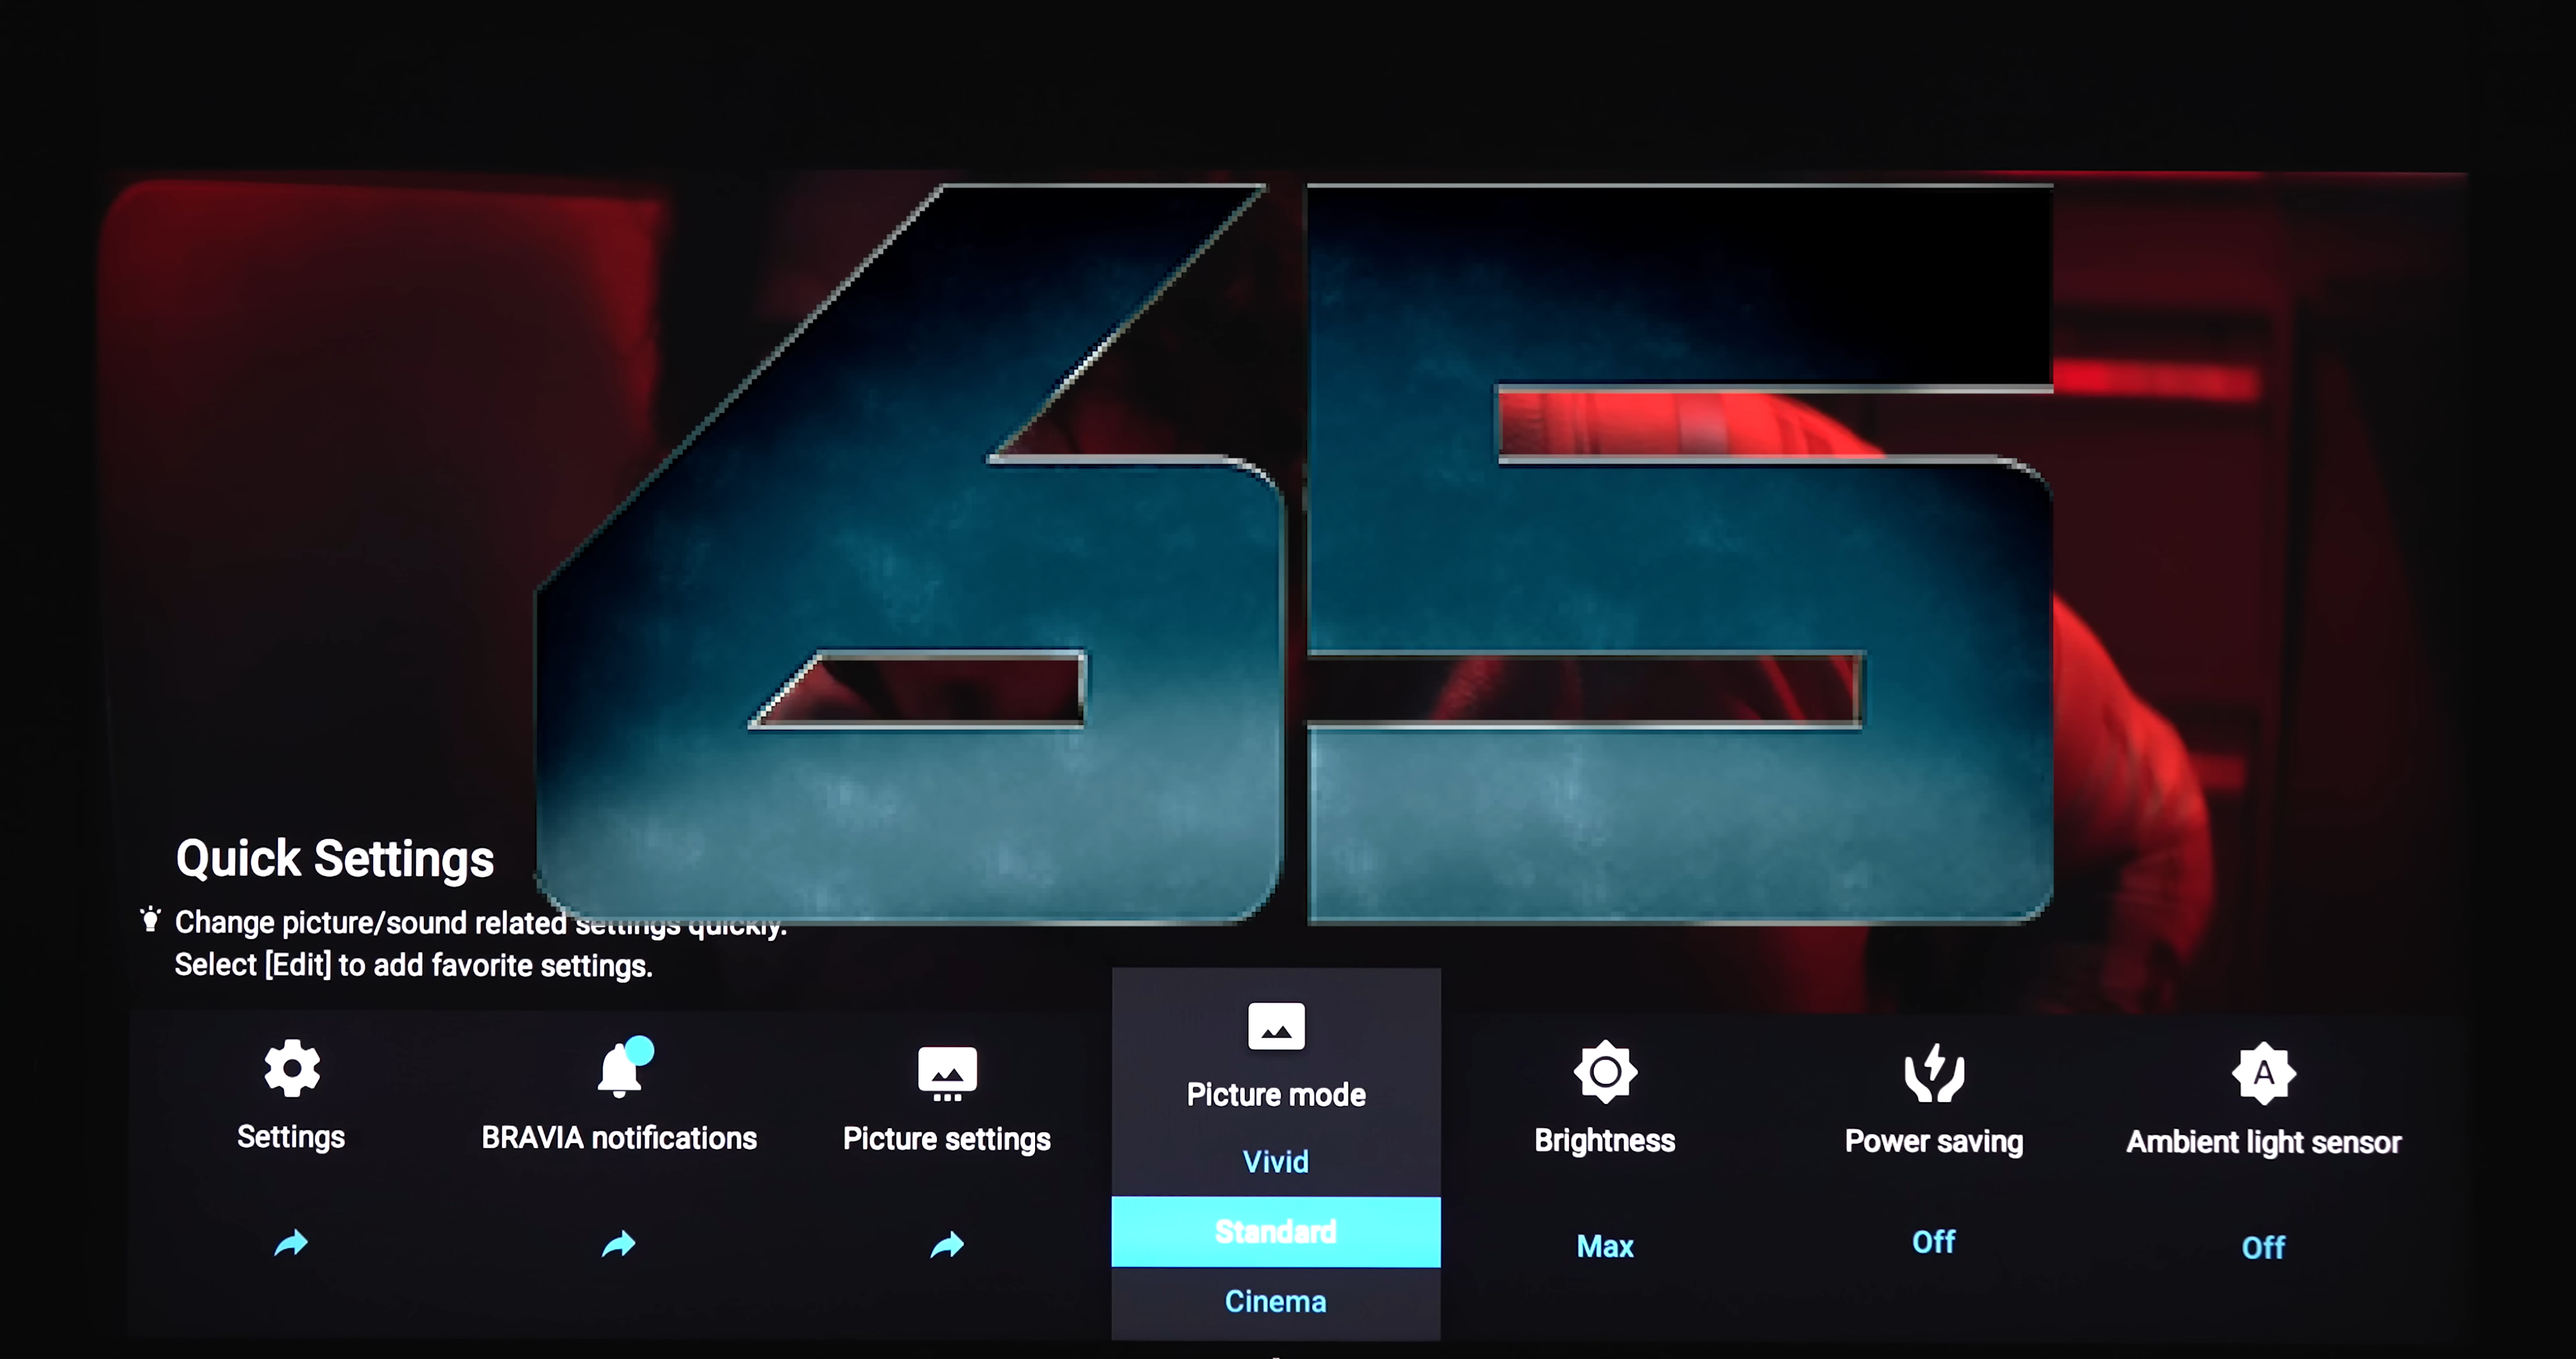 65
Quick Settings
Change picture/sound related settings quickly.
Select [Edit] to add favorite settings.
Settings
BRAVIA notifications
Picture settings
Picture mode
Vivid
Standard
Cinema
Brightness
Max
Power saving
Off
A
Ambient light sensor
Off